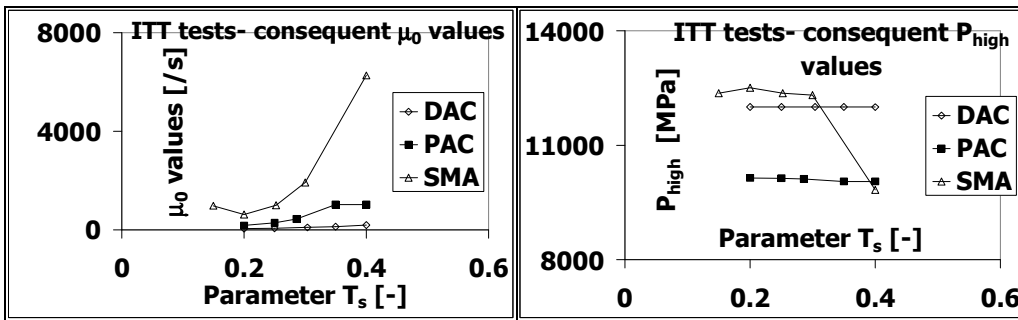 ITT tests- consequent μ0 values
8000
4000
0
μ0 values [/s]
DAC
PAC
SMA
0
0.2
0.4
0.6
Parameter Ts [-]
ITT tests- consequent Phigh
values
14000
11000
8000
Phigh [MPa]
DAC
PAC
SMA
Parameter Ts [-]
0
0.2
0.4
0.6